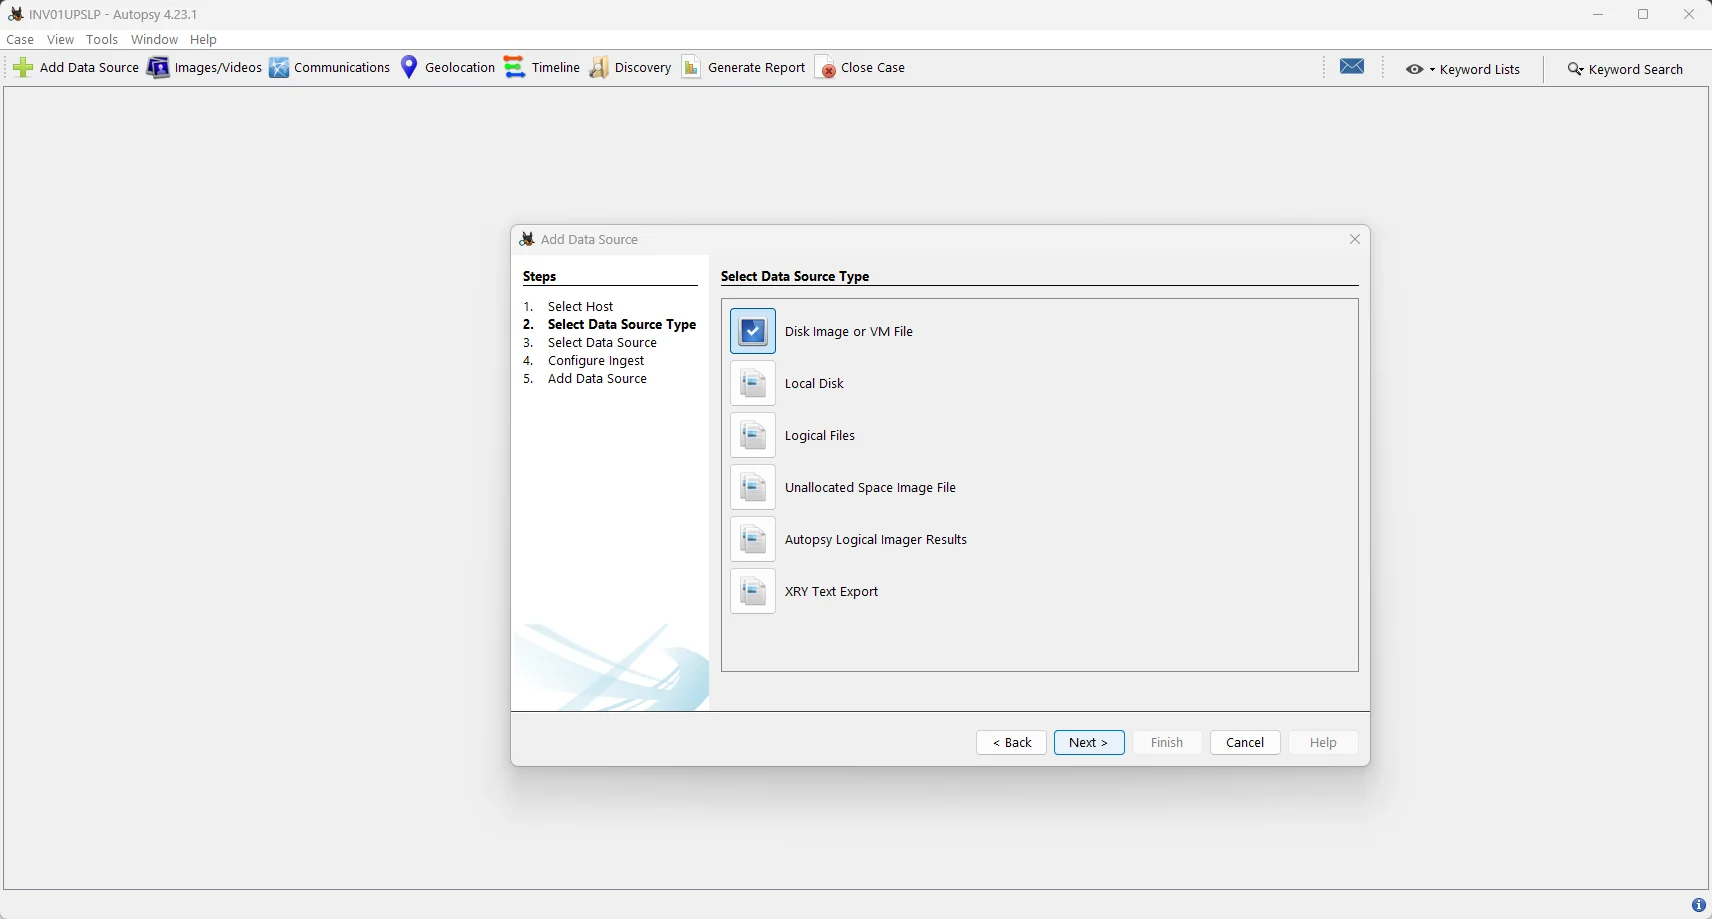 INV01UPSLP - Autopsy 4.23.1
Case View Tools Window Help
Add Data Source Images/Videos Communications Geolocation Timeline Discovery Generate Report Close Case Keyword Lists Keyword Search
Add Data Source
Steps
1. Select Host
2. Select Data Source Type
3. Select Data Source
4. Configure Ingest
5. Add Data Source
Select Data Source Type
Disk Image or VM File
Local Disk
Logical Files
Unallocated Space Image File
Autopsy Logical Imager Results
XRY Text Export
< Back Next > Finish Cancel Help